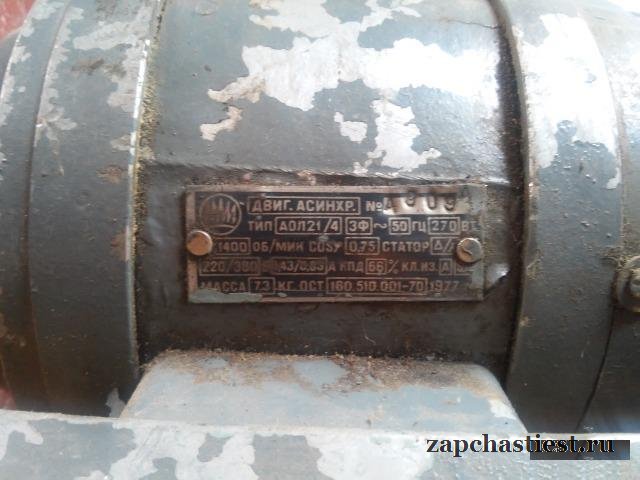 ДВИГ. АСИНХР. №
ТИП АОЛ21/4 3Ф ~ 50 ГЦ 270 ВТ
1400 ОБ/МИН COSφ 0,75 СТАТОР Δ/
220/380 А КПД % КЛ.ИЗ. А
МАССА 7,3 КГ. ОСТ 160.510.001-70 1977
zapchastiest.ru